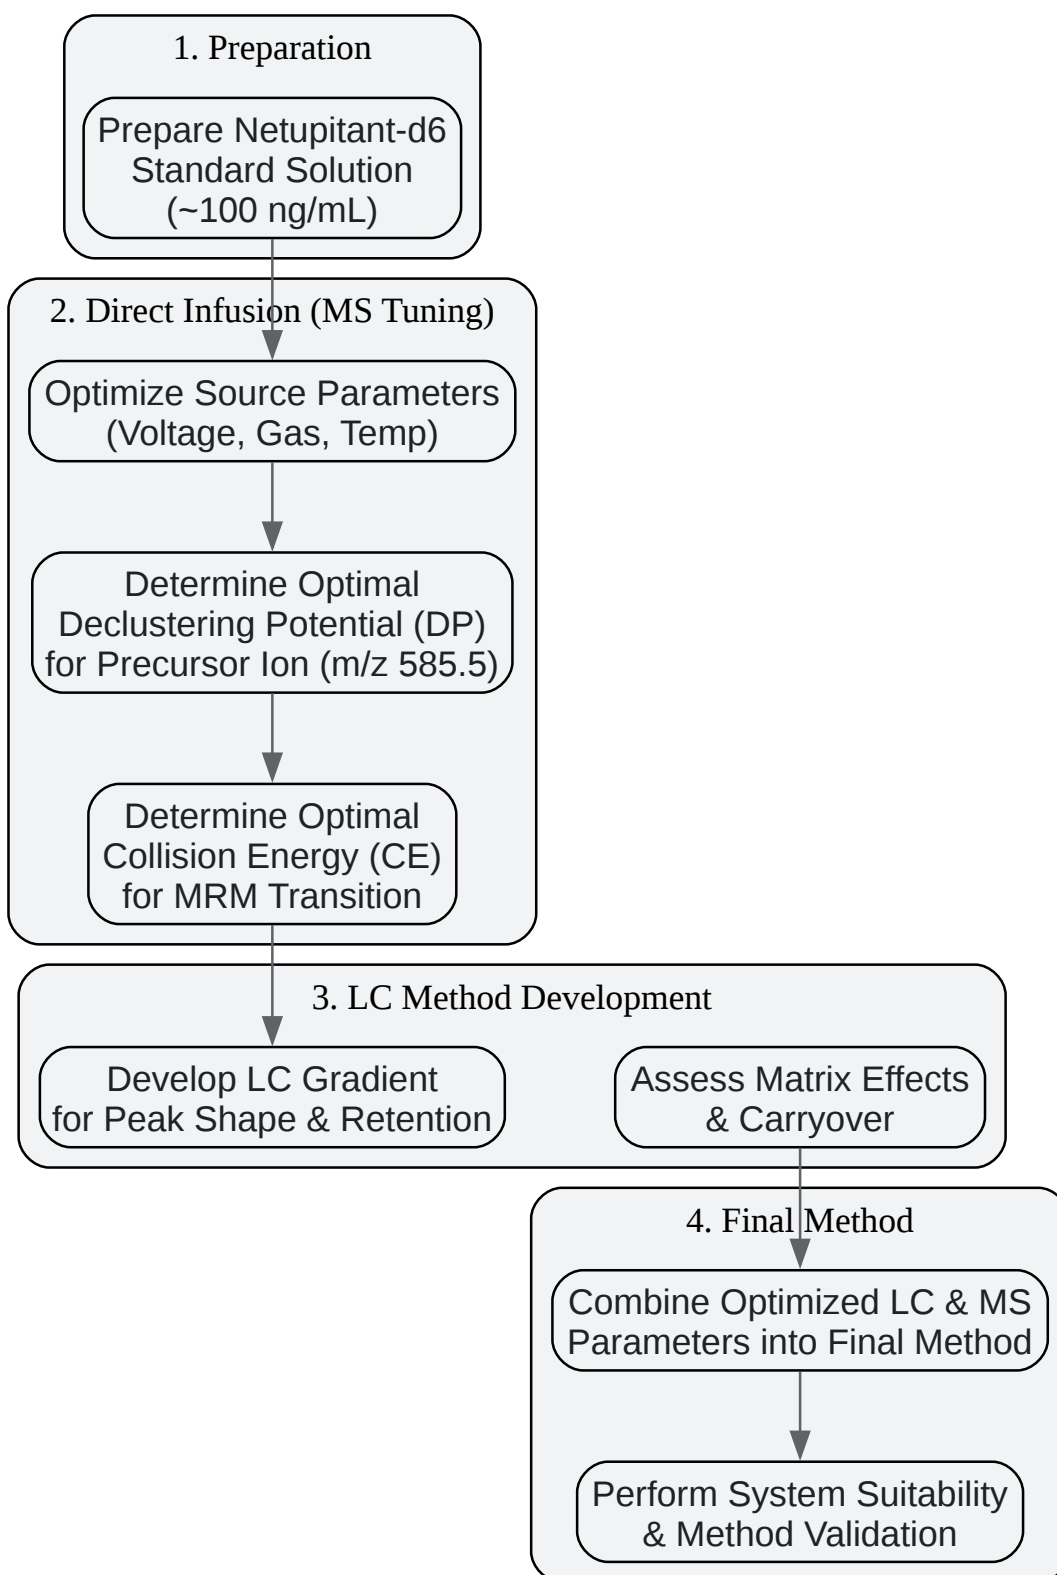 1. Preparation
Prepare Netupitant-d6
Standard Solution
(~100 ng/mL)
2. Direct Infusion (MS Tuning)
Optimize Source Parameters
(Voltage, Gas, Temp)
Determine Optimal
Declustering Potential (DP)
for Precursor Ion (m/z 585.5)
Determine Optimal
Collision Energy (CE)
for MRM Transition
3. LC Method Development
Develop LC Gradient
for Peak Shape & Retention
Assess Matrix Effects
& Carryover
4. Final Method
Combine Optimized LC & MS
Parameters into Final Method
Perform System Suitability
& Method Validation